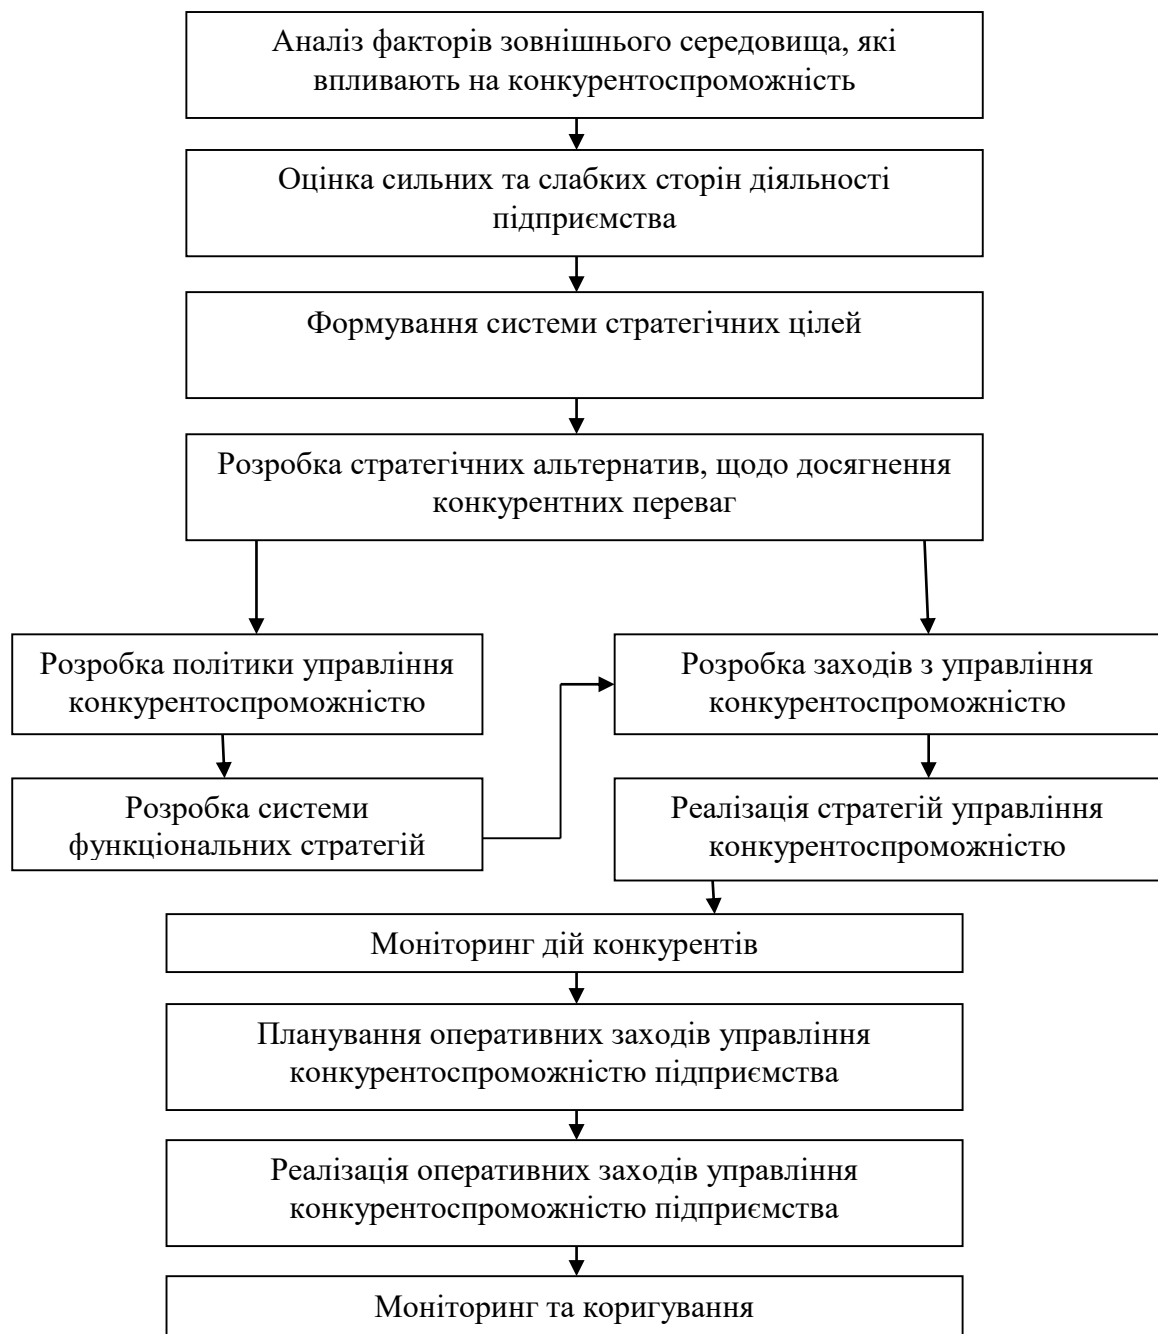 Аналіз факторів зовнішнього середовища, які
впливають на конкурентоспроможність
Оцінка сильних та слабких сторін діяльності
підприємства
Формування системи стратегічних цілей
Розробка стратегічних альтернатив, щодо досягнення
конкурентних переваг
Розробка політики управління
конкурентоспроможністю
Розробка системи
функціональних стратегій
Розробка заходів з управління
конкурентоспроможністю
Реалізація стратегій управління
конкурентоспроможністю
Моніторинг дій конкурентів
Планування оперативних заходів управління
конкурентоспроможністю підприємства
Реалізація оперативних заходів управління
конкурентоспроможністю підприємства
Моніторинг та коригування